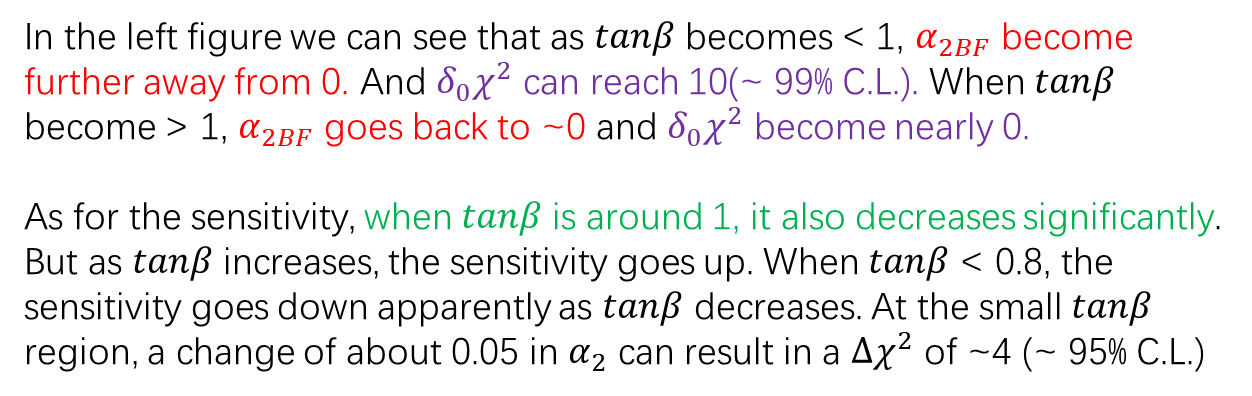 In the left figure we can see that as tanβ becomes < 1, α₂BF become
further away from 0. And δ₀χ² can reach 10(~ 99% C.L.). When tanβ
become > 1, α₂BF goes back to ~0 and δ₀χ² become nearly 0.
As for the sensitivity, when tanβ is around 1, it also decreases significantly.
But as tanβ increases, the sensitivity goes up. When tanβ < 0.8, the
sensitivity goes down apparently as tanβ decreases. At the small tanβ
region, a change of about 0.05 in α₂ can result in a Δχ² of ~4 (~ 95% C.L.)